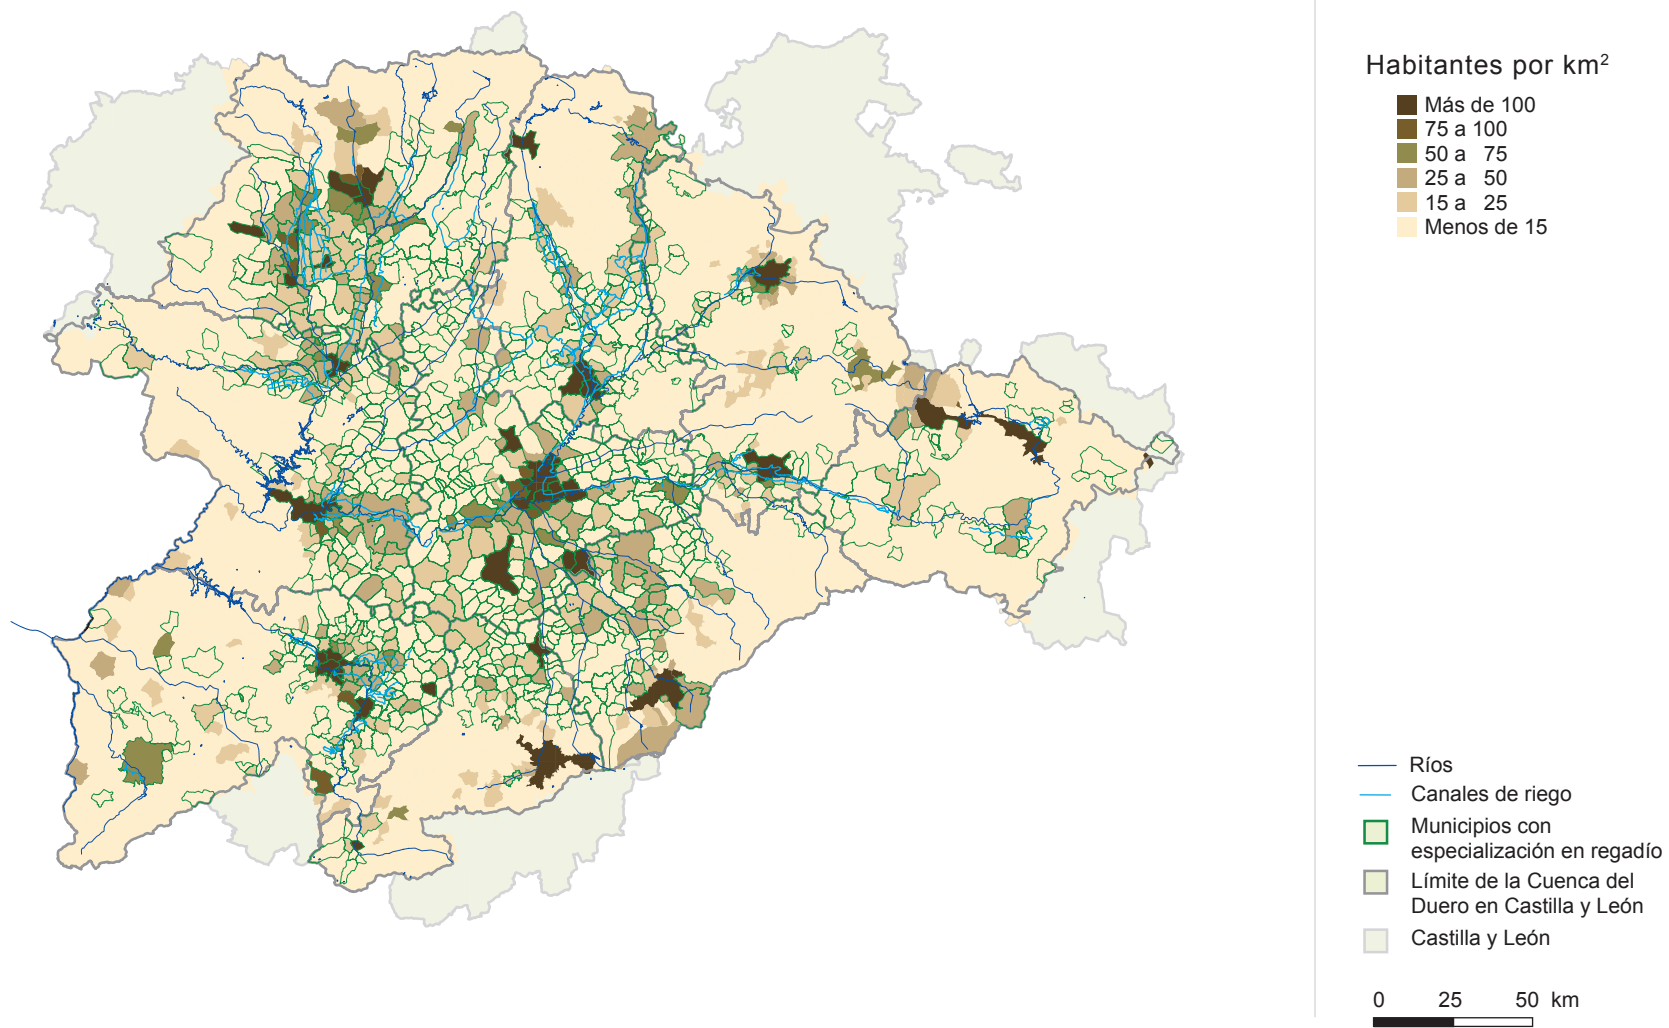 Habitantes por km²
Más de 100
75 a 100
50 a 75
25 a 50
15 a 25
Menos de 15
Ríos
Canales de riego
Municipios con
especialización en regadío
Límite de la Cuenca del
Duero en Castilla y León
Castilla y León
0 25 50 km